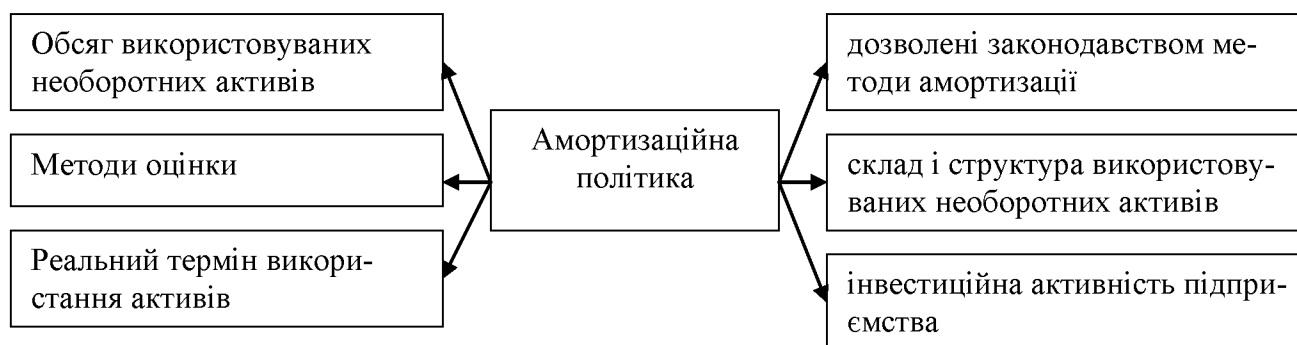 Обсяг використовуваних
необоротних активів
Методи оцінки
Реальний термін викори-
стання активів
Амортизаційна
політика
дозволені законодавством ме-
тоди амортизації
склад і структура використову-
ваних необоротних активів
інвестиційна активність підпри-
ємства